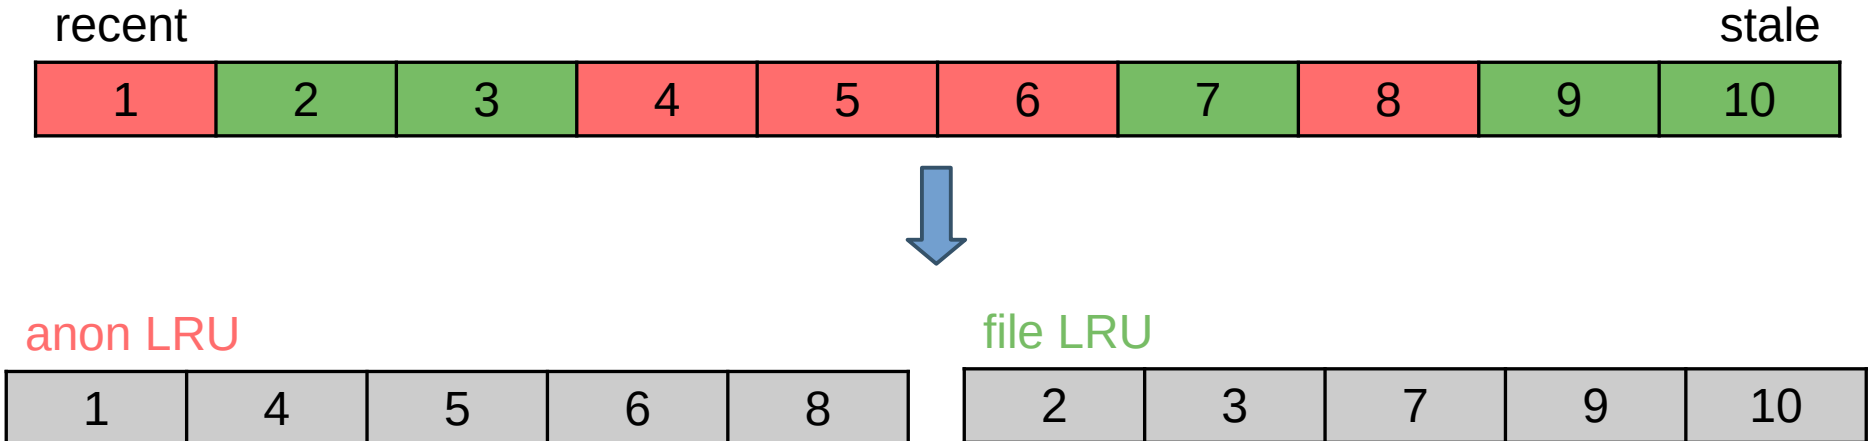 recent stale
1 2 3 4 5 6 7 8 9 10
anon LRU file LRU
1 4 5 6 8 2 3 7 9 10